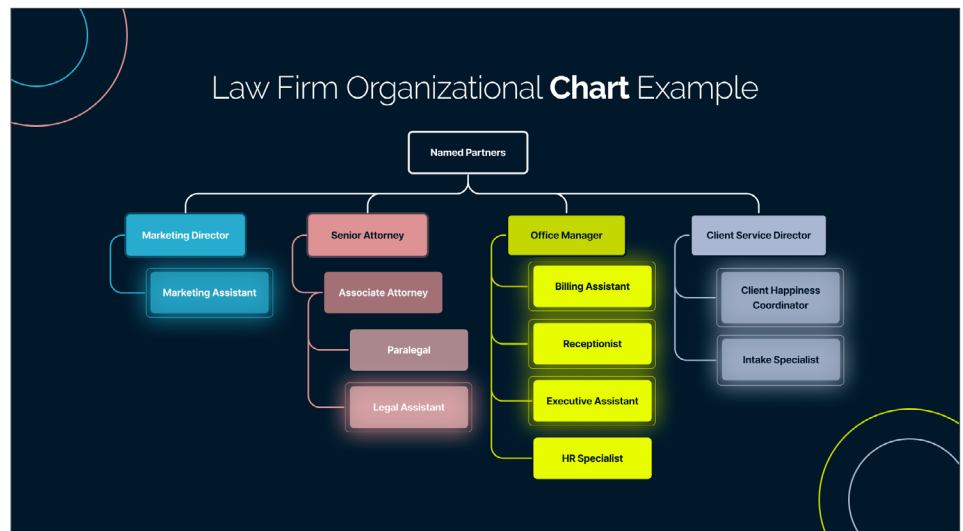 Law Firm Organizational Chart Example
Named Partners
Marketing Director
Marketing Assistant
Senior Attorney
Associate Attorney
Paralegal
Legal Assistant
Office Manager
Billing Assistant
Receptionist
Executive Assistant
HR Specialist
Client Service Director
Client Happiness
Coordinator
Intake Specialist